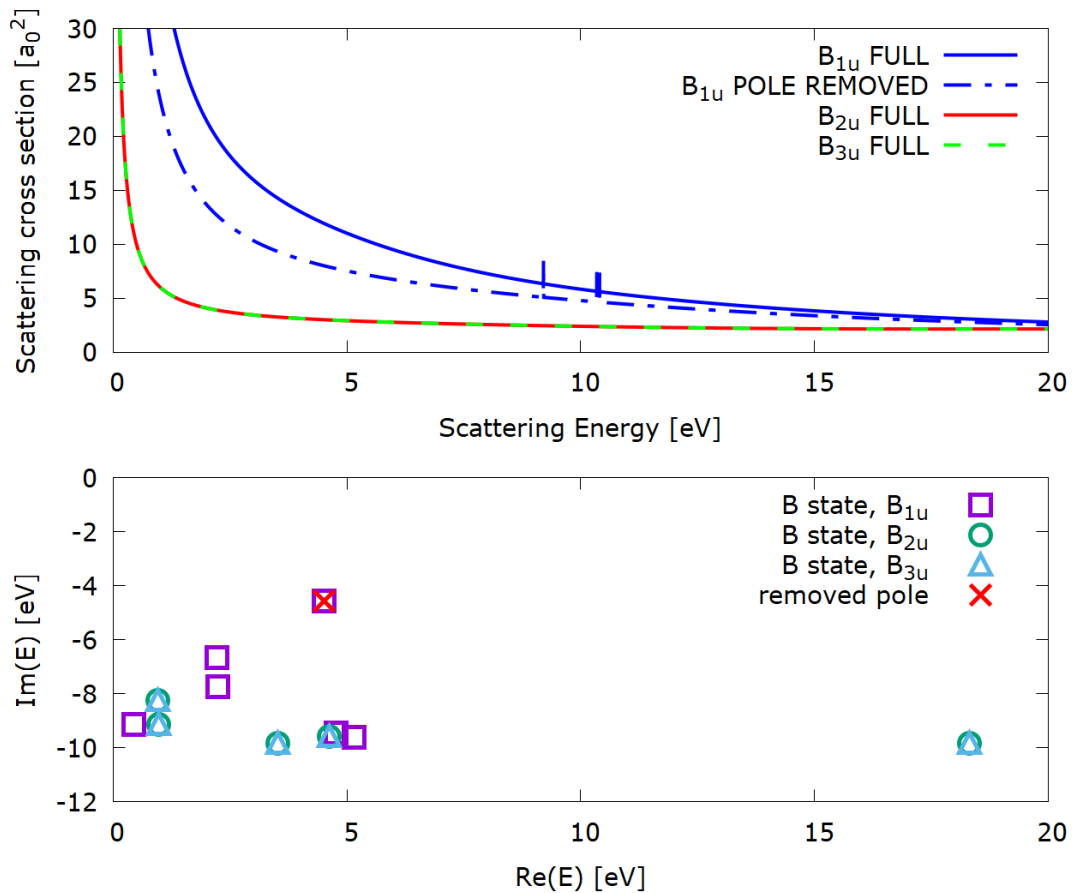 Scattering cross section [a₀²]
30
25
20
15
10
5
0
B₁ᵤ FULL
B₁ᵤ POLE REMOVED
B₂ᵤ FULL
B₃ᵤ FULL
0 5 10 15 20
Scattering Energy [eV]
Im(E) [eV]
0
-2
-4
-6
-8
-10
-12
B state, B₁ᵤ
B state, B₂ᵤ
B state, B₃ᵤ
removed pole
0 5 10 15 20
Re(E) [eV]